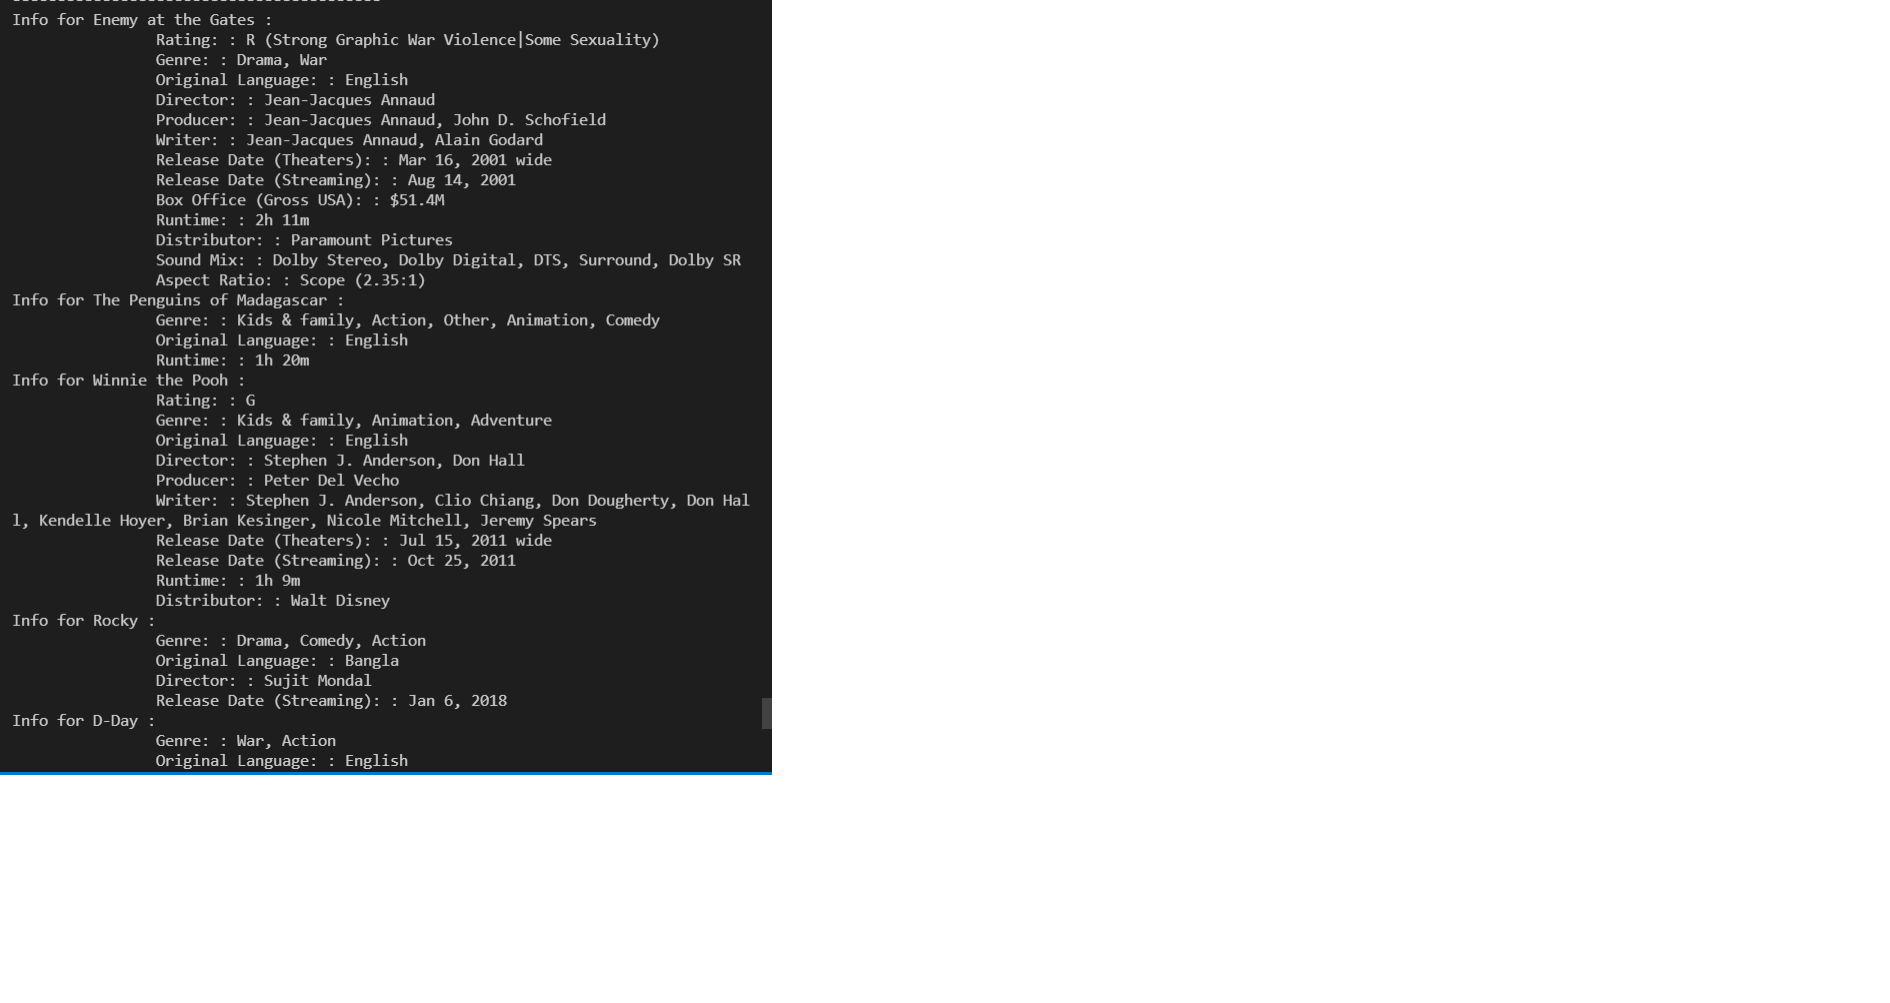 Info for Enemy at the Gates :
Rating: : R (Strong Graphic War Violence|Some Sexuality)
Genre: : Drama, War
Original Language: : English
Director: : Jean-Jacques Annaud
Producer: : Jean-Jacques Annaud, John D. Schofield
Writer: : Jean-Jacques Annaud, Alain Godard
Release Date (Theaters): : Mar 16, 2001 wide
Release Date (Streaming): : Aug 14, 2001
Box Office (Gross USA): : $51.4M
Runtime: : 2h 11m
Distributor: : Paramount Pictures
Sound Mix: : Dolby Stereo, Dolby Digital, DTS, Surround, Dolby SR
Aspect Ratio: : Scope (2.35:1)
Info for The Penguins of Madagascar :
Genre: : Kids & family, Action, Other, Animation, Comedy
Original Language: : English
Runtime: : 1h 20m
Info for Winnie the Pooh :
Rating: : G
Genre: : Kids & family, Animation, Adventure
Original Language: : English
Director: : Stephen J. Anderson, Don Hall
Producer: : Peter Del Vecho
Writer: : Stephen J. Anderson, Clio Chiang, Don Dougherty, Don Hal
l, Kendelle Hoyer, Brian Kesinger, Nicole Mitchell, Jeremy Spears
Release Date (Theaters): : Jul 15, 2011 wide
Release Date (Streaming): : Oct 25, 2011
Runtime: : 1h 9m
Distributor: : Walt Disney
Info for Rocky :
Genre: : Drama, Comedy, Action
Original Language: : Bangla
Director: : Sujit Mondal
Release Date (Streaming): : Jan 6, 2018
Info for D-Day :
Genre: : War, Action
Original Language: : English